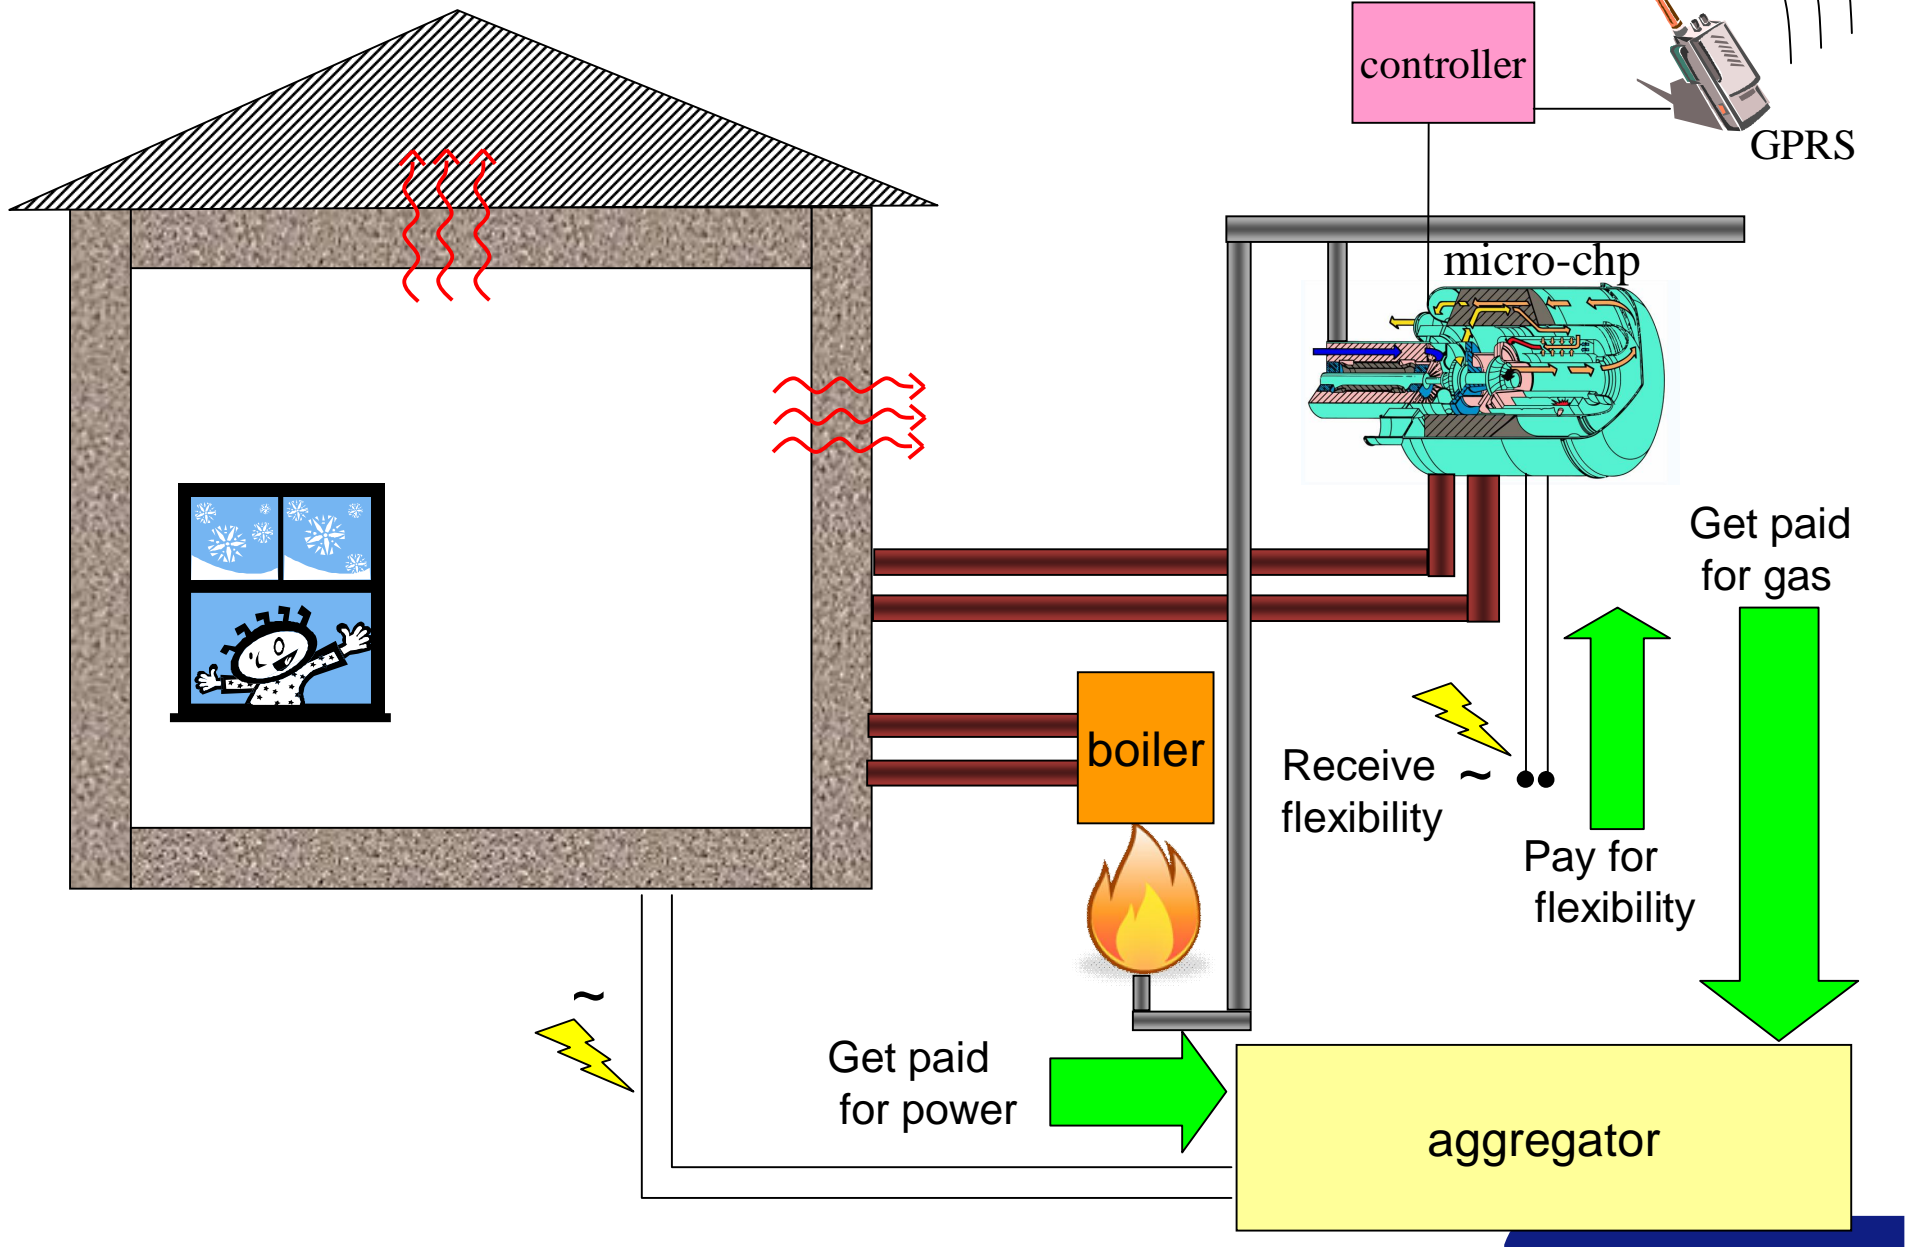 controller
GPRS
micro-chp
Get paid
for gas
boiler
Receive ~
flexibility
Pay for
flexibility
~
Get paid
for power
aggregator